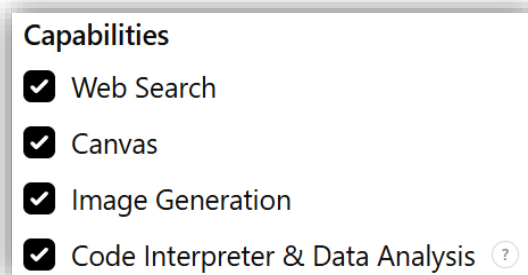 Capabilities
Web Search
Canvas
Image Generation
Code Interpreter & Data Analysis ?